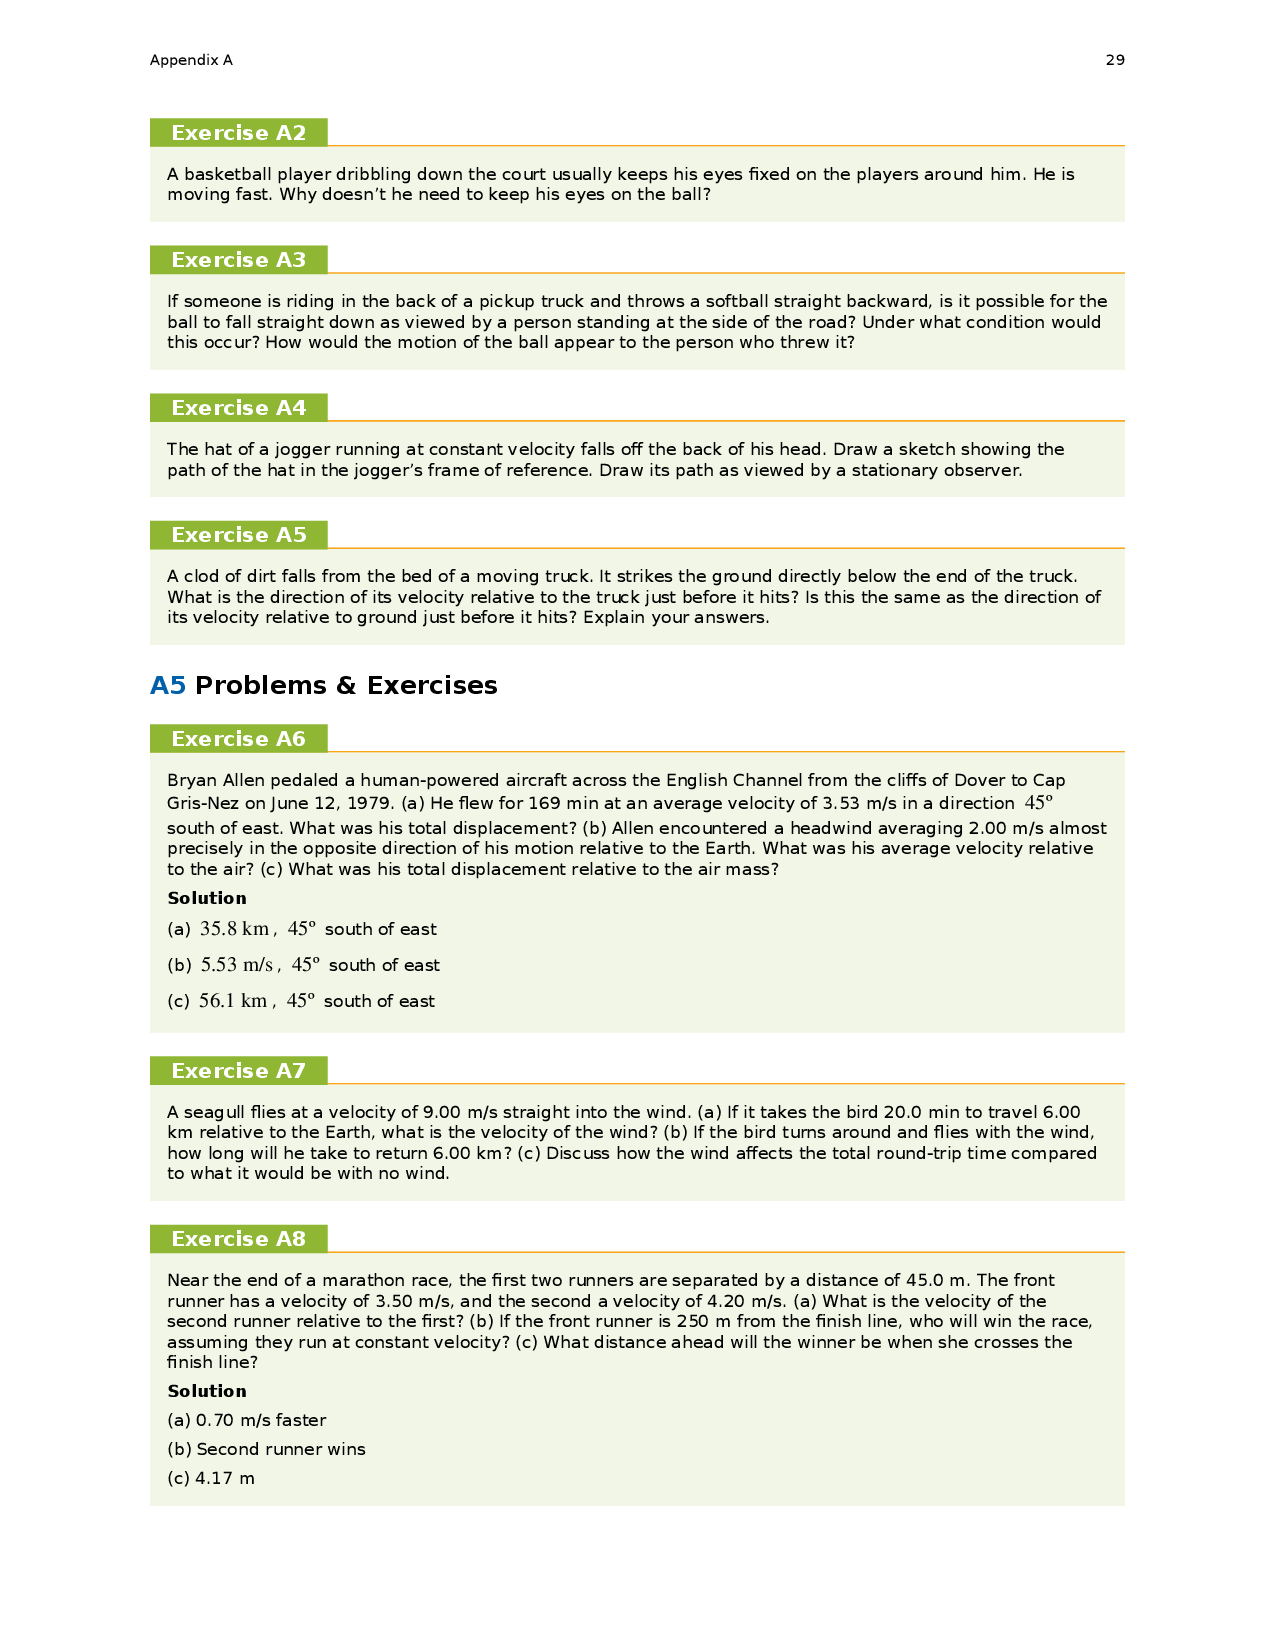 Appendix A 29
Exercise A2
A basketball player dribbling down the court usually keeps his eyes fixed on the players around him. He is
moving fast. Why doesn’t he need to keep his eyes on the ball?
Exercise A3
If someone is riding in the back of a pickup truck and throws a softball straight backward, is it possible for the
ball to fall straight down as viewed by a person standing at the side of the road? Under what condition would
this occur? How would the motion of the ball appear to the person who threw it?
Exercise A4
The hat of a jogger running at constant velocity falls off the back of his head. Draw a sketch showing the
path of the hat in the jogger’s frame of reference. Draw its path as viewed by a stationary observer.
Exercise A5
A clod of dirt falls from the bed of a moving truck. It strikes the ground directly below the end of the truck.
What is the direction of its velocity relative to the truck just before it hits? Is this the same as the direction of
its velocity relative to ground just before it hits? Explain your answers.
A5 Problems & Exercises
Exercise A6
Bryan Allen pedaled a human-powered aircraft across the English Channel from the cliffs of Dover to Cap
Gris-Nez on June 12, 1979. (a) He flew for 169 min at an average velocity of 3.53 m/s in a direction 45º
south of east. What was his total displacement? (b) Allen encountered a headwind averaging 2.00 m/s almost
precisely in the opposite direction of his motion relative to the Earth. What was his average velocity relative
to the air? (c) What was his total displacement relative to the air mass?
Solution
(a) 35.8 km , 45º south of east
(b) 5.53 m/s , 45º south of east
(c) 56.1 km , 45º south of east
Exercise A7
A seagull flies at a velocity of 9.00 m/s straight into the wind. (a) If it takes the bird 20.0 min to travel 6.00
km relative to the Earth, what is the velocity of the wind? (b) If the bird turns around and flies with the wind,
how long will he take to return 6.00 km? (c) Discuss how the wind affects the total round-trip time compared
to what it would be with no wind.
Exercise A8
Near the end of a marathon race, the first two runners are separated by a distance of 45.0 m. The front
runner has a velocity of 3.50 m/s, and the second a velocity of 4.20 m/s. (a) What is the velocity of the
second runner relative to the first? (b) If the front runner is 250 m from the finish line, who will win the race,
assuming they run at constant velocity? (c) What distance ahead will the winner be when she crosses the
finish line?
Solution
(a) 0.70 m/s faster
(b) Second runner wins
(c) 4.17 m